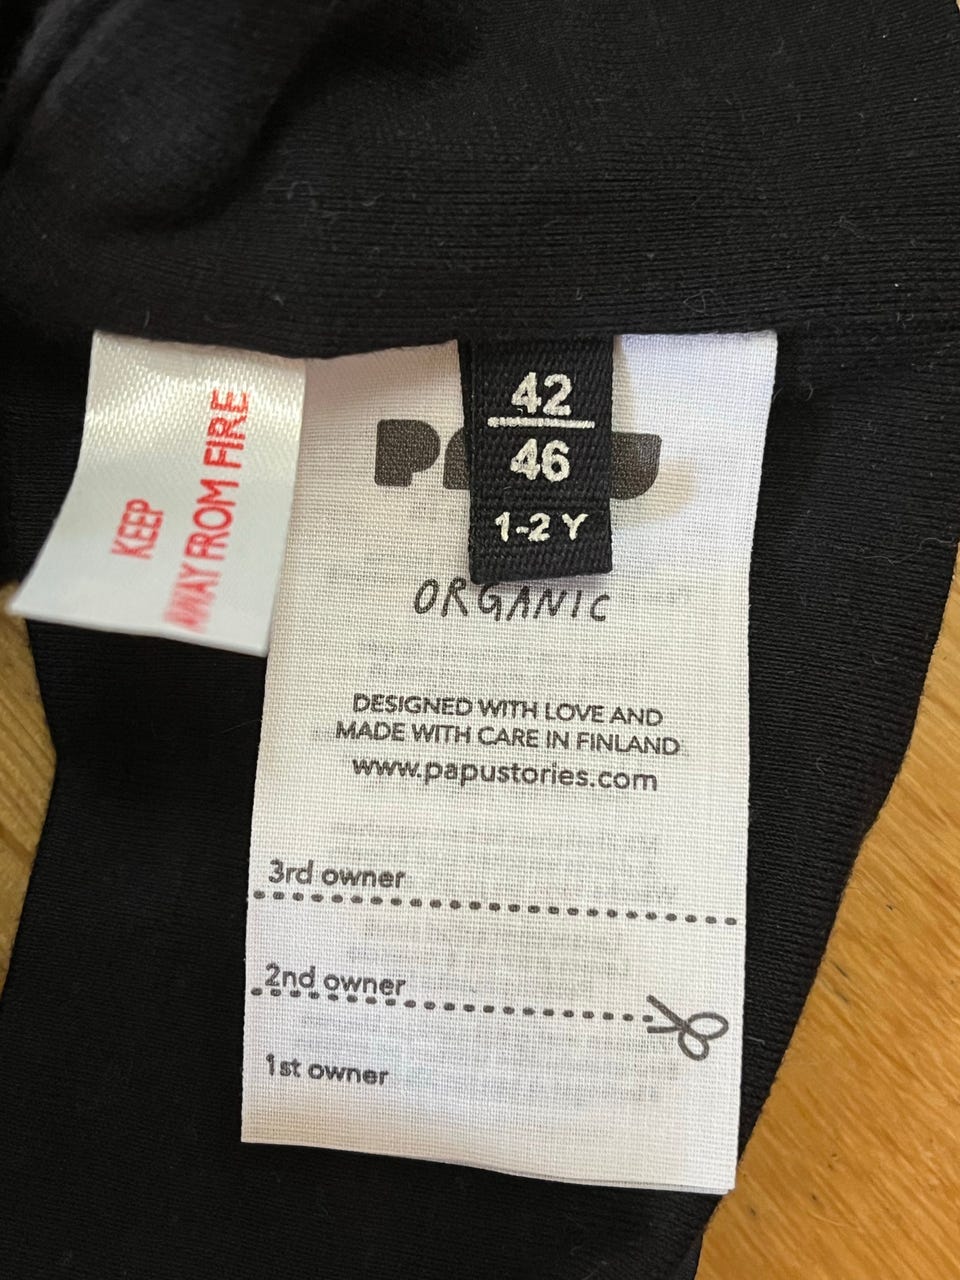 KEEP
AWAY FROM FIRE
42
46
1-2 Y
ORGANIC
DESIGNED WITH LOVE AND
MADE WITH CARE IN FINLAND
www.papustories.com
3rd owner
2nd owner
1st owner